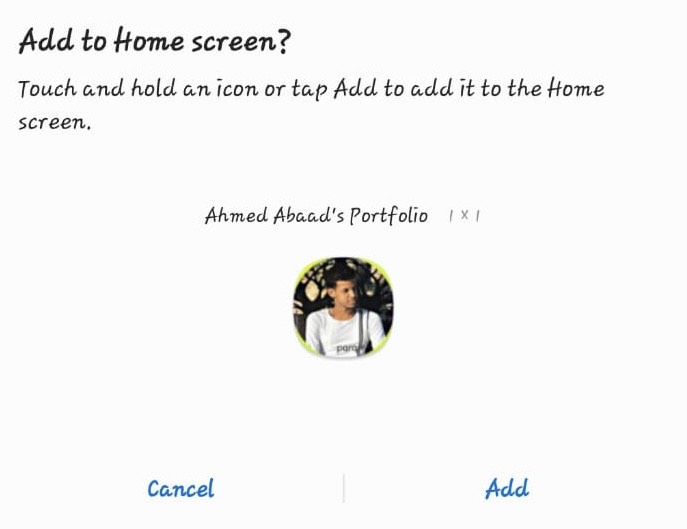 Add to Home screen?
Touch and hold an icon or tap Add to add it to the Home
screen.
Ahmed Abaad's Portfolio 1 x 1
para
Cancel Add